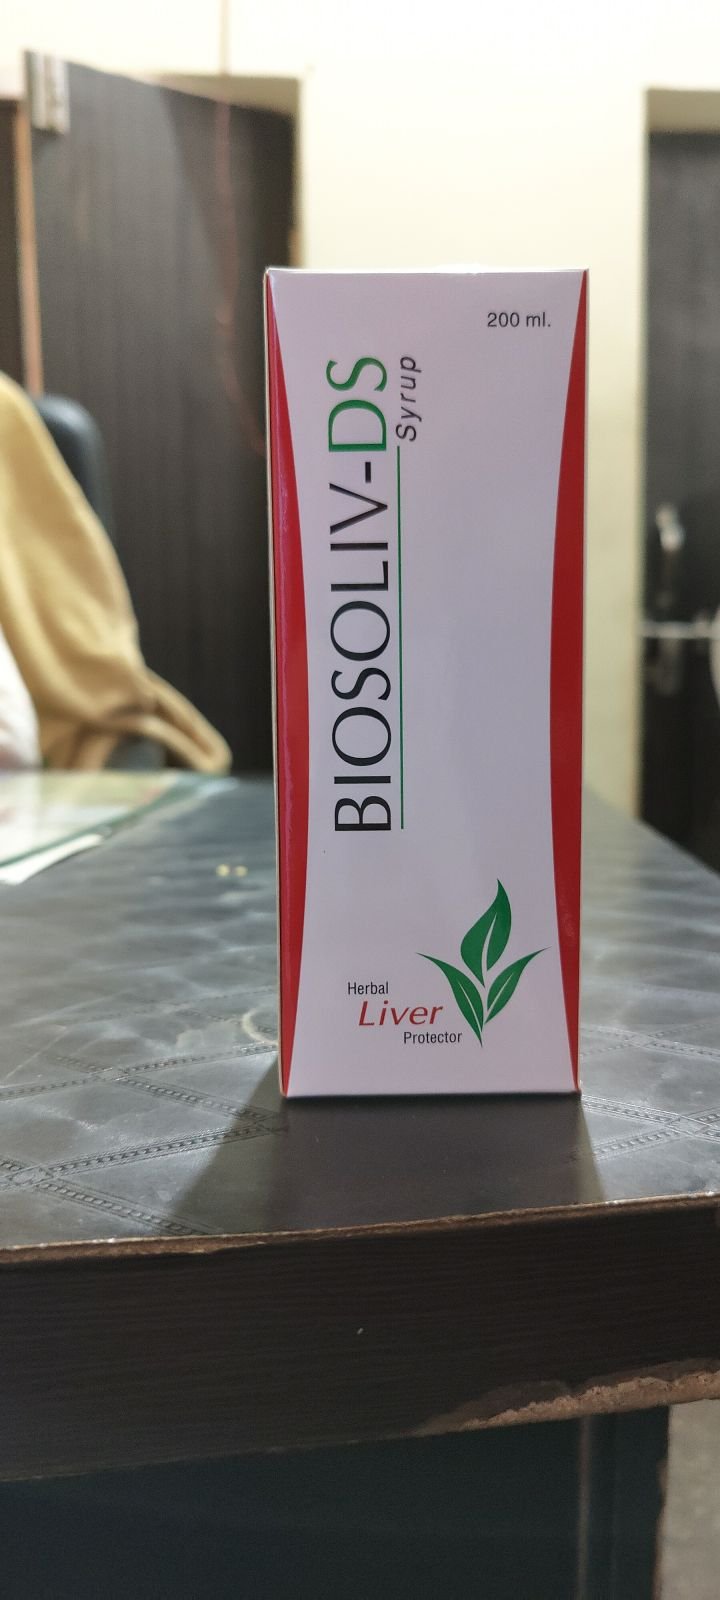 200 ml.
BIOSOLIV-DS
Syrup
Herbal
Liver
Protector